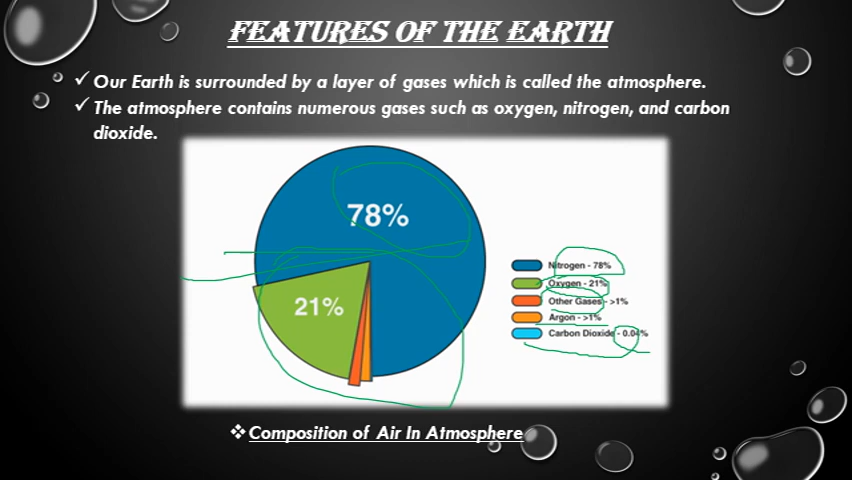 FEATURES OF THE EARTH
✓ Our Earth is surrounded by a layer of gases which is called the atmosphere.
✓ The atmosphere contains numerous gases such as oxygen, nitrogen, and carbon
dioxide.
78%
21%
Nitrogen - 78%
Oxygen - 21%
Other Gases - >1%
Argon - >1%
Carbon Dioxide - 0.04%
❖ Composition of Air In Atmosphere